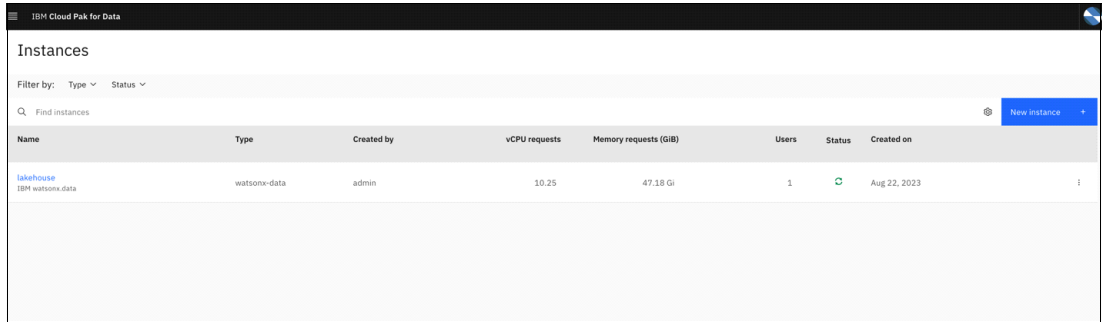 IBM Cloud Pak for Data
Instances
Filter by: Type Status
Find instances
New instance +
Name Type Created by vCPU requests Memory requests (GiB) Users Status Created on
lakehouse
IBM watsonx.data
watsonx-data admin 10.25 47.18 Gi 1 Aug 22, 2023